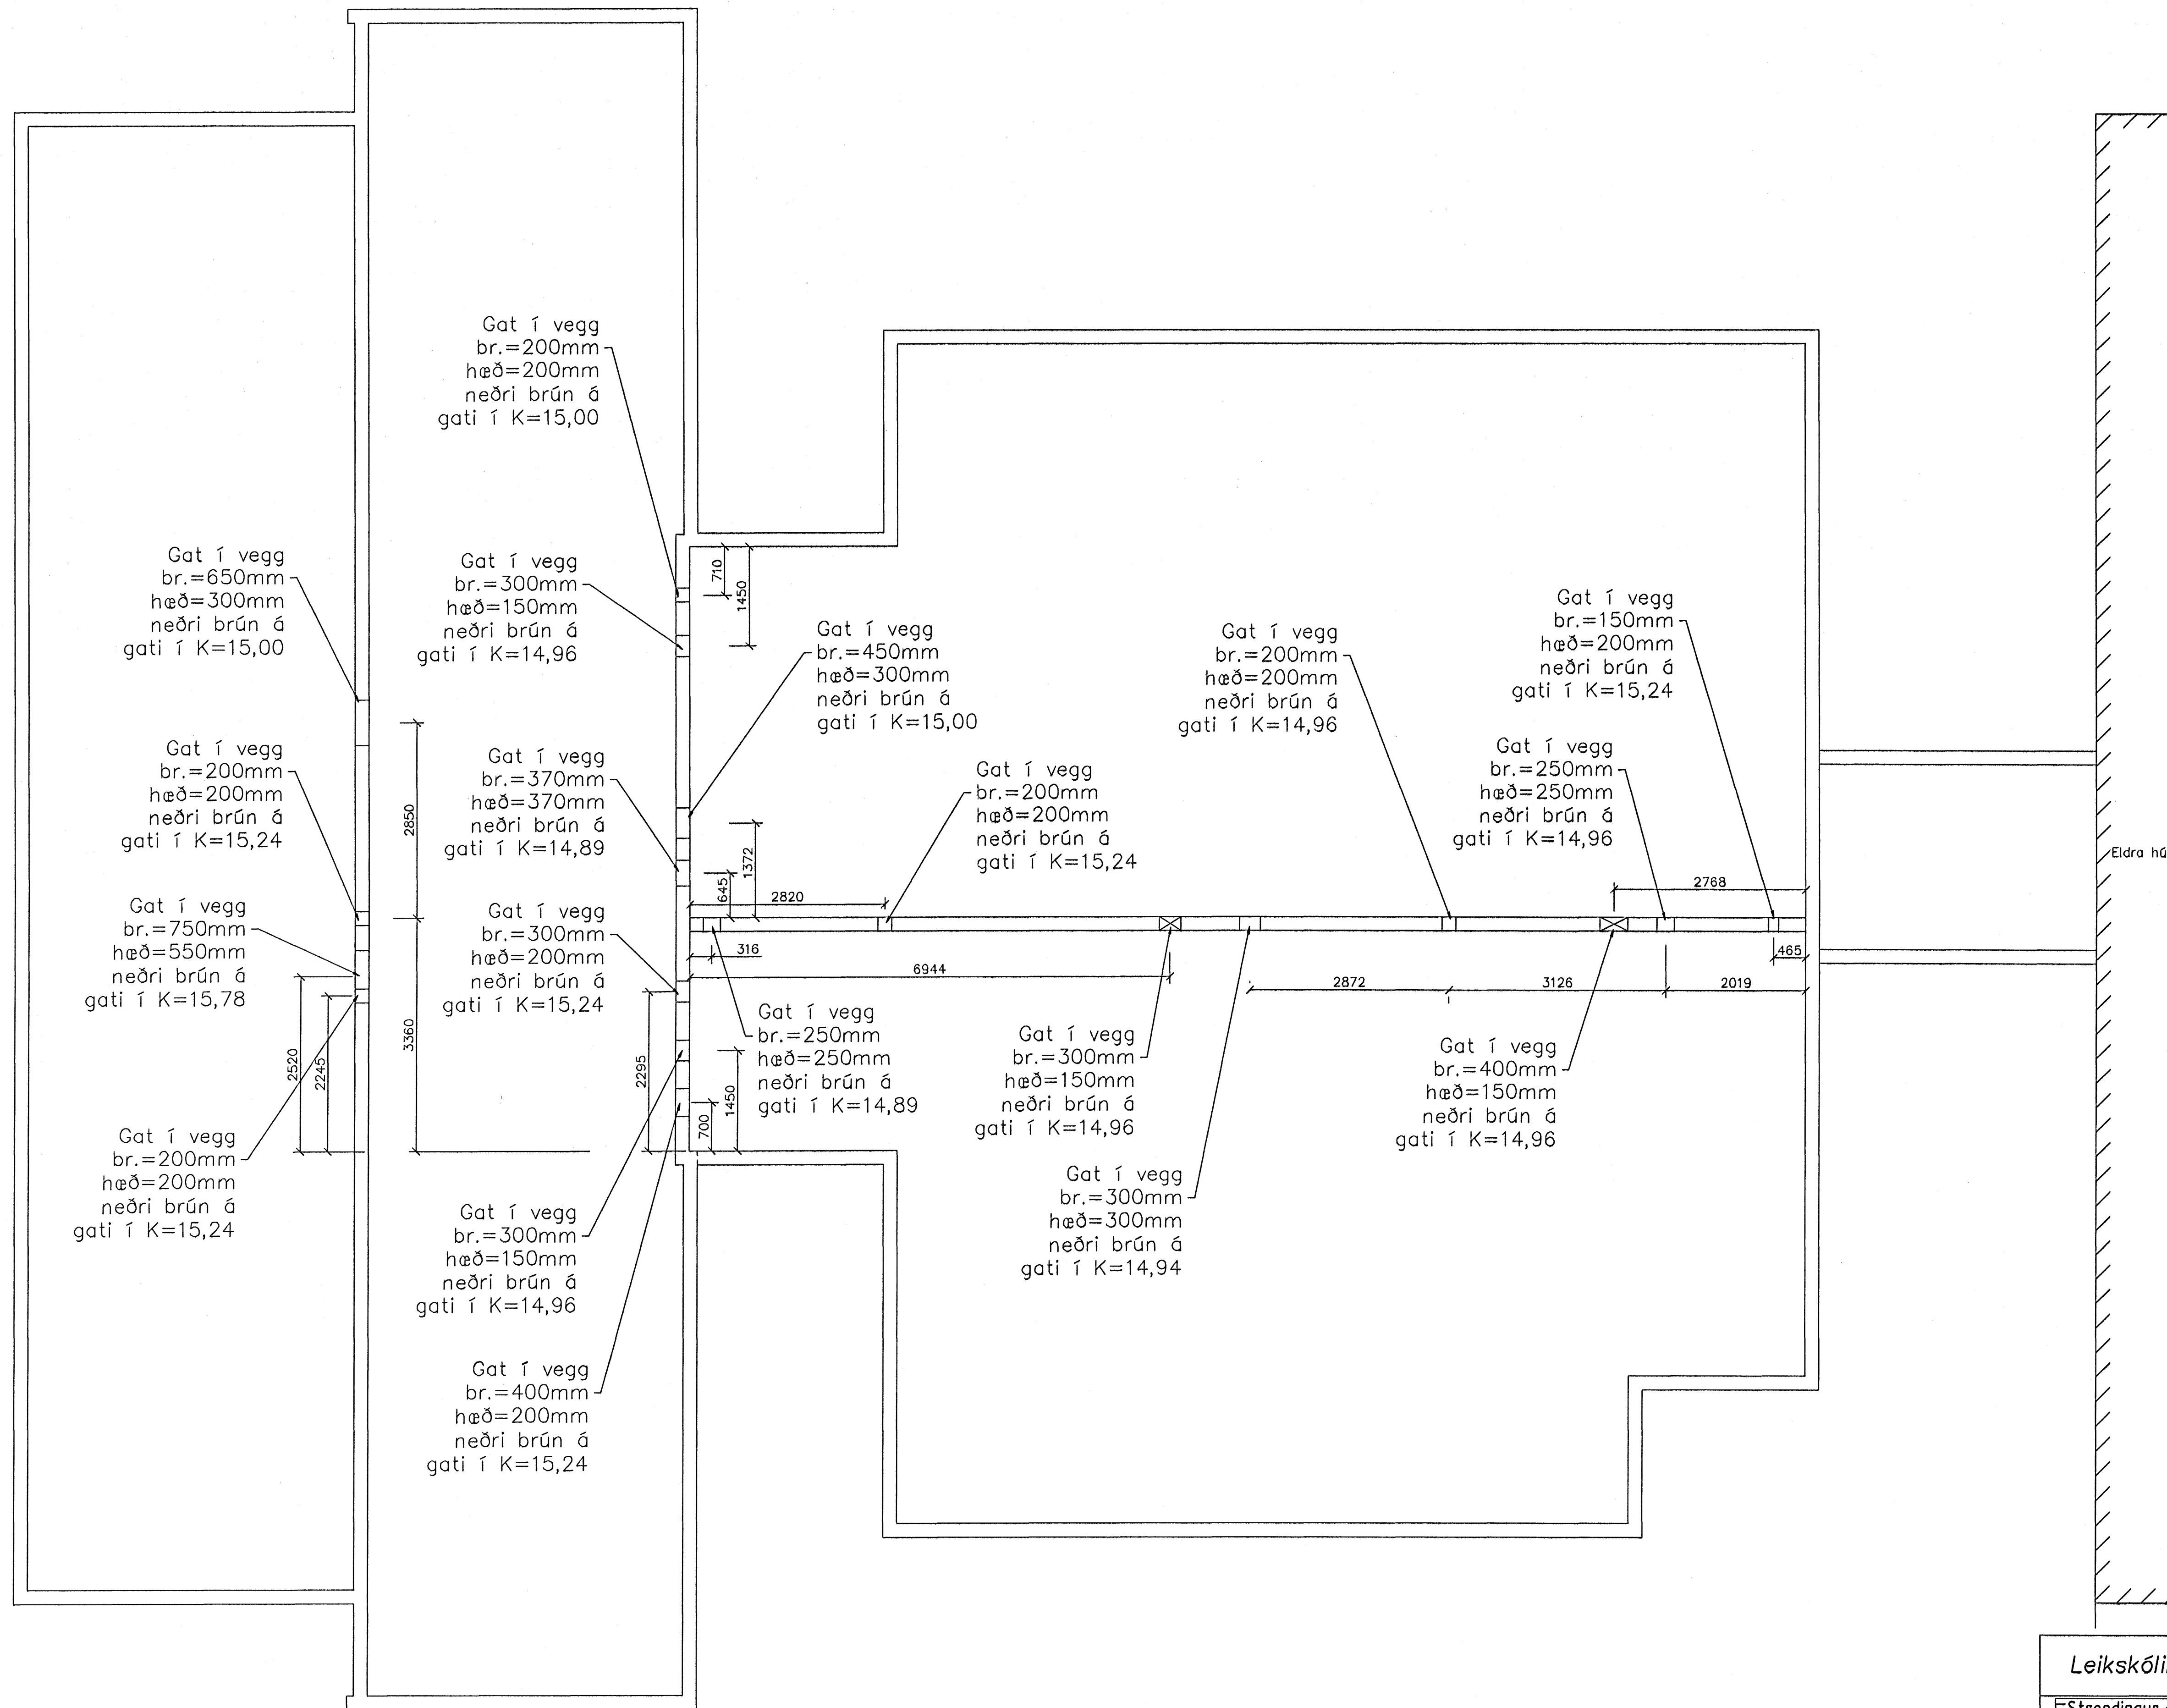 Gat í vegg
br.=200mm
hæð=200mm
neðri brún á
gati í K=15,00
Gat í vegg
br.=650mm
hæð=300mm
neðri brún á
gati í K=15,00
Gat í vegg
br.=300mm
hæð=150mm
neðri brún á
gati í K=14,96
710
1450
Gat í vegg
br.=450mm
hæð=300mm
neðri brún á
gati í K=15,00
Gat í vegg
br.=200mm
hæð=200mm
neðri brún á
gati í K=14,96
Gat í vegg
br.=150mm
hæð=200mm
neðri brún á
gati í K=15,24
Gat í vegg
br.=200mm
hæð=200mm
neðri brún á
gati í K=15,24
2850
Gat í vegg
br.=370mm
hæð=370mm
neðri brún á
gati í K=14,89
1372
645
2820
Gat í vegg
br.=200mm
hæð=200mm
neðri brún á
gati í K=15,24
Gat í vegg
br.=250mm
hæð=250mm
neðri brún á
gati í K=14,96
2768
Eldra hú
Gat í vegg
br.=750mm
hæð=550mm
neðri brún á
gati í K=15,78
Gat í vegg
br.=300mm
hæð=200mm
neðri brún á
gati í K=15,24
316
6944
465
2872
3126
2019
2520
2245
3360
2295
1450
700
Gat í vegg
br.=250mm
hæð=250mm
neðri brún á
gati í K=14,89
Gat í vegg
br.=300mm
hæð=150mm
neðri brún á
gati í K=14,96
Gat í vegg
br.=400mm
hæð=150mm
neðri brún á
gati í K=14,96
Gat í vegg
br.=200mm
hæð=200mm
neðri brún á
gati í K=15,24
Gat í vegg
br.=300mm
hæð=300mm
neðri brún á
gati í K=14,94
Gat í vegg
br.=300mm
hæð=150mm
neðri brún á
gati í K=14,96
Gat í vegg
br.=400mm
hæð=200mm
neðri brún á
gati í K=15,24
Leikskóli